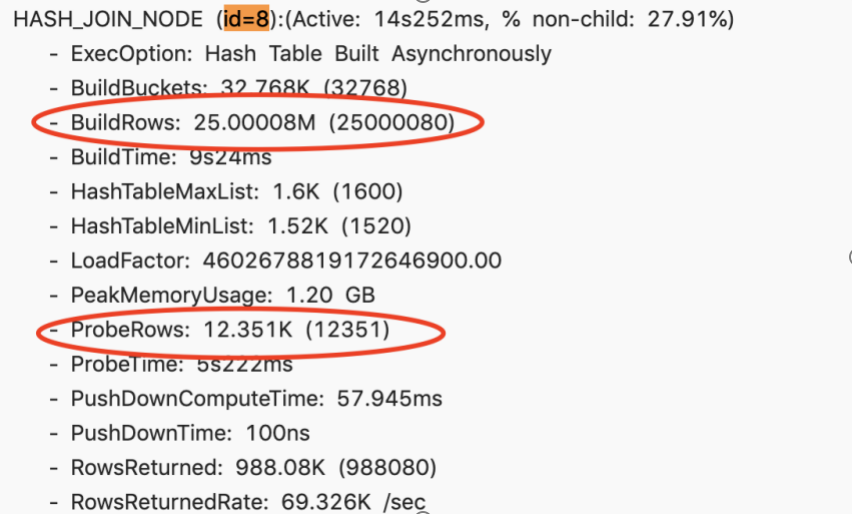 HASH_JOIN_NODE (id=8):(Active: 14s252ms, % non-child: 27.91%)
- ExecOption: Hash Table Built Asynchronously
- BuildBuckets: 32.768K (32768)
- BuildRows: 25.00008M (25000080)
- BuildTime: 9s24ms
- HashTableMaxList: 1.6K (1600)
- HashTableMinList: 1.52K (1520)
- LoadFactor: 4602678819172646900.00
- PeakMemoryUsage: 1.20 GB
- ProbeRows: 12.351K (12351)
- ProbeTime: 5s222ms
- PushDownComputeTime: 57.945ms
- PushDownTime: 100ns
- RowsReturned: 988.08K (988080)
- RowsReturnedRate: 69.326K /sec